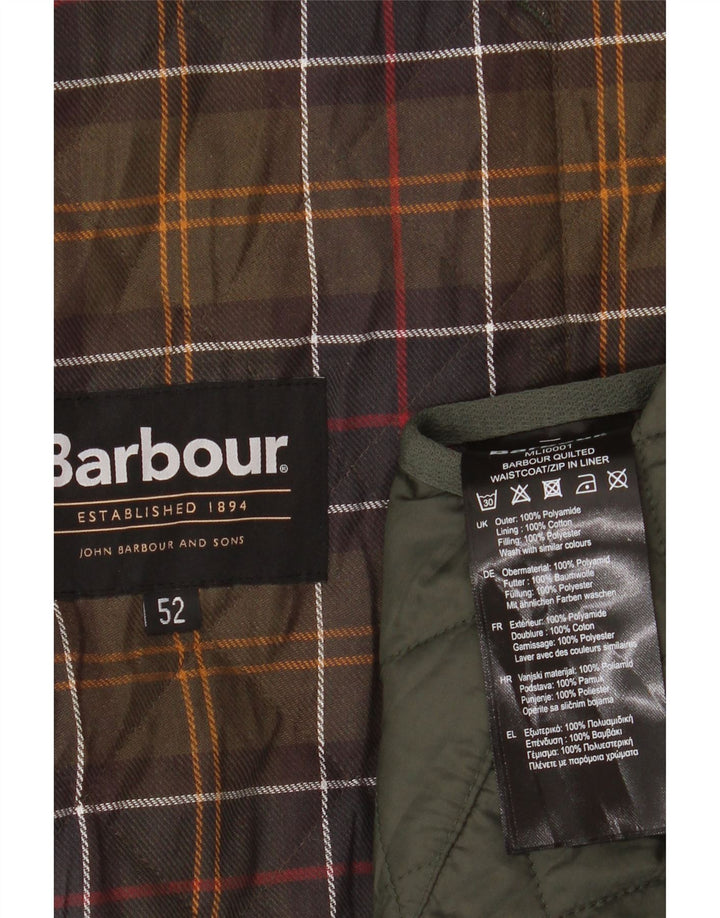 Barbour®
ESTABLISHED 1894
JOHN BARBOUR AND SONS
52
MLI0001
BARBOUR QUILTED
WAISTCOAT/ZIP IN LINER
30
UK Outer: 100% Polyamide
Lining : 100% Cotton
Filling: 100% Polyester
Wash with similar colours
DE Obermaterial: 100% Polyamid
Futter : 100% Baumwolle
Füllung: 100% Polyester
Mit ähnlichen Farben waschen
FR Extérieur: 100% Polyamide
Doublure : 100% Coton
Garnissage: 100% Polyester
Laver avec des couleurs similaires
HR Vanjski materijal: 100% Poliamid
Podstava: 100% Pamuk
Punjenje: 100% Poliester
Operite sa sličnim bojama
EL Εξωτερικό: 100% Πολυαμιδική
Επένδυση : 100% Βαμβάκι
Γέμισμα: 100% Πολυεστερική
Πλένετε με παρόμοια χρώματα